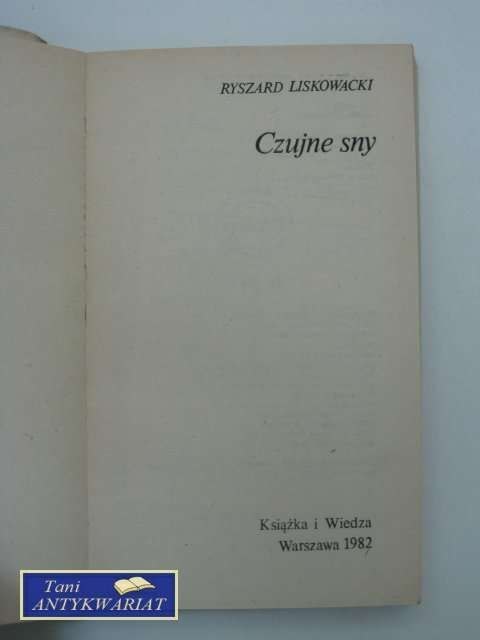 RYSZARD LISKOWACKI
Czujne sny
Książka i Wiedza
Warszawa 1982
Tani
ANTYKWARIAT